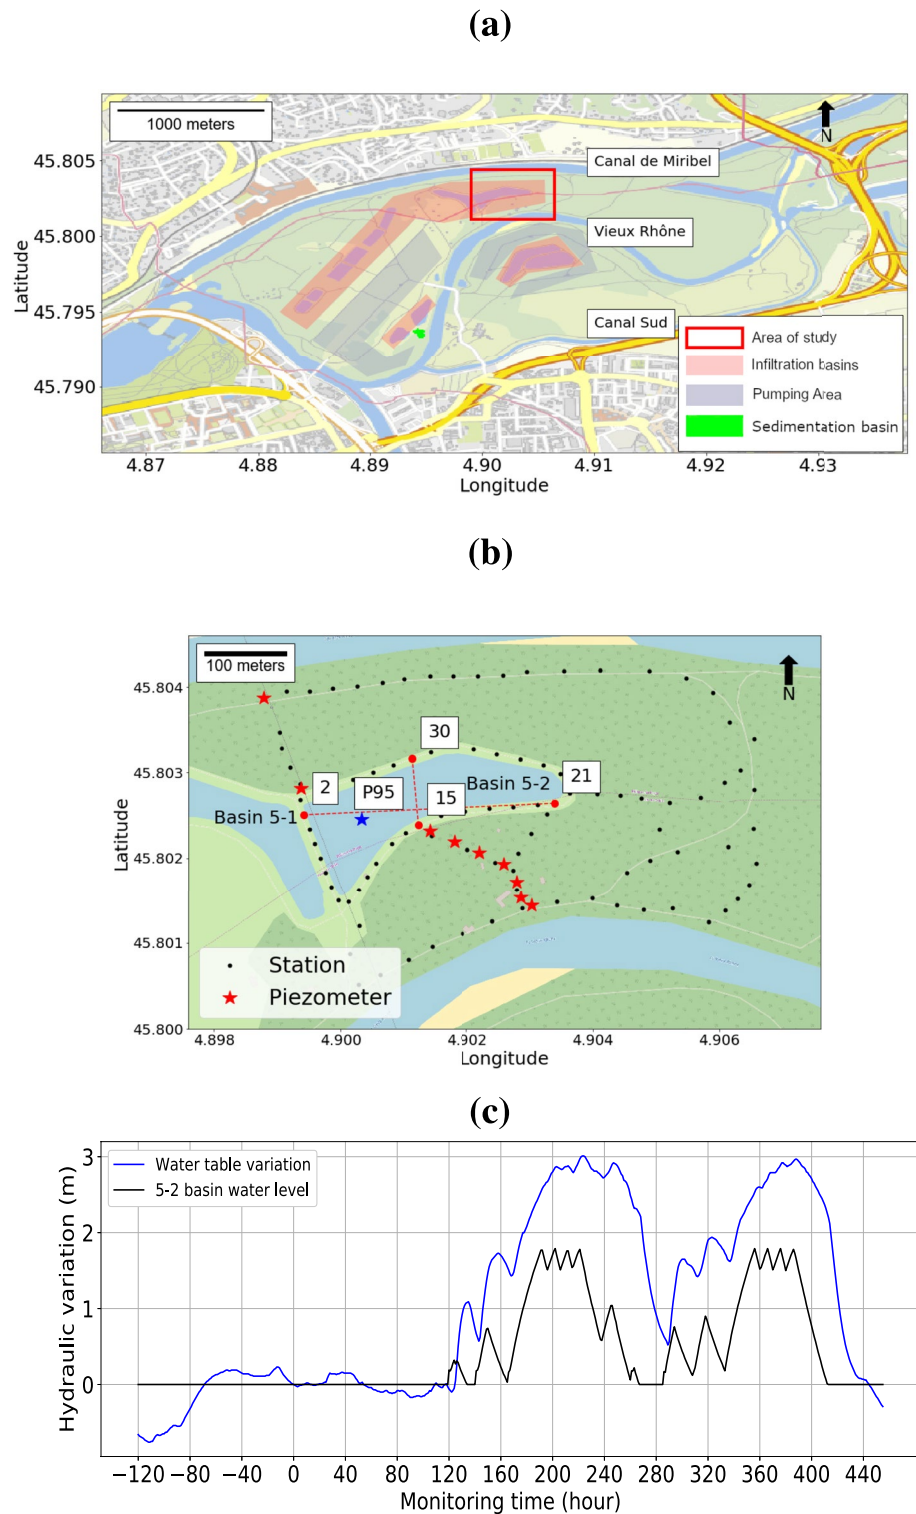 (a)
1000 meters
N
45.805
Canal de Miribel
45.800
Vieux Rhône
Latitude
45.795
Canal Sud
Area of study
Infiltration basins
45.790
Pumping Area
Sedimentation basin
4.87 4.88 4.89 4.90 4.91 4.92 4.93
Longitude
(b)
100 meters
N
45.804
30
45.803
21
2
P95
Basin 5-2
15
Basin 5-1
Latitude
45.802
45.801
Station
Piezometer
45.800
4.898 4.900 4.902 4.904 4.906
Longitude
(c)
3
Water table variation
5-2 basin water level
2
Hydraulic variation (m)
1
0
−120 −80 −40 0 40 80 120 160 200 240 280 320 360 400 440
Monitoring time (hour)